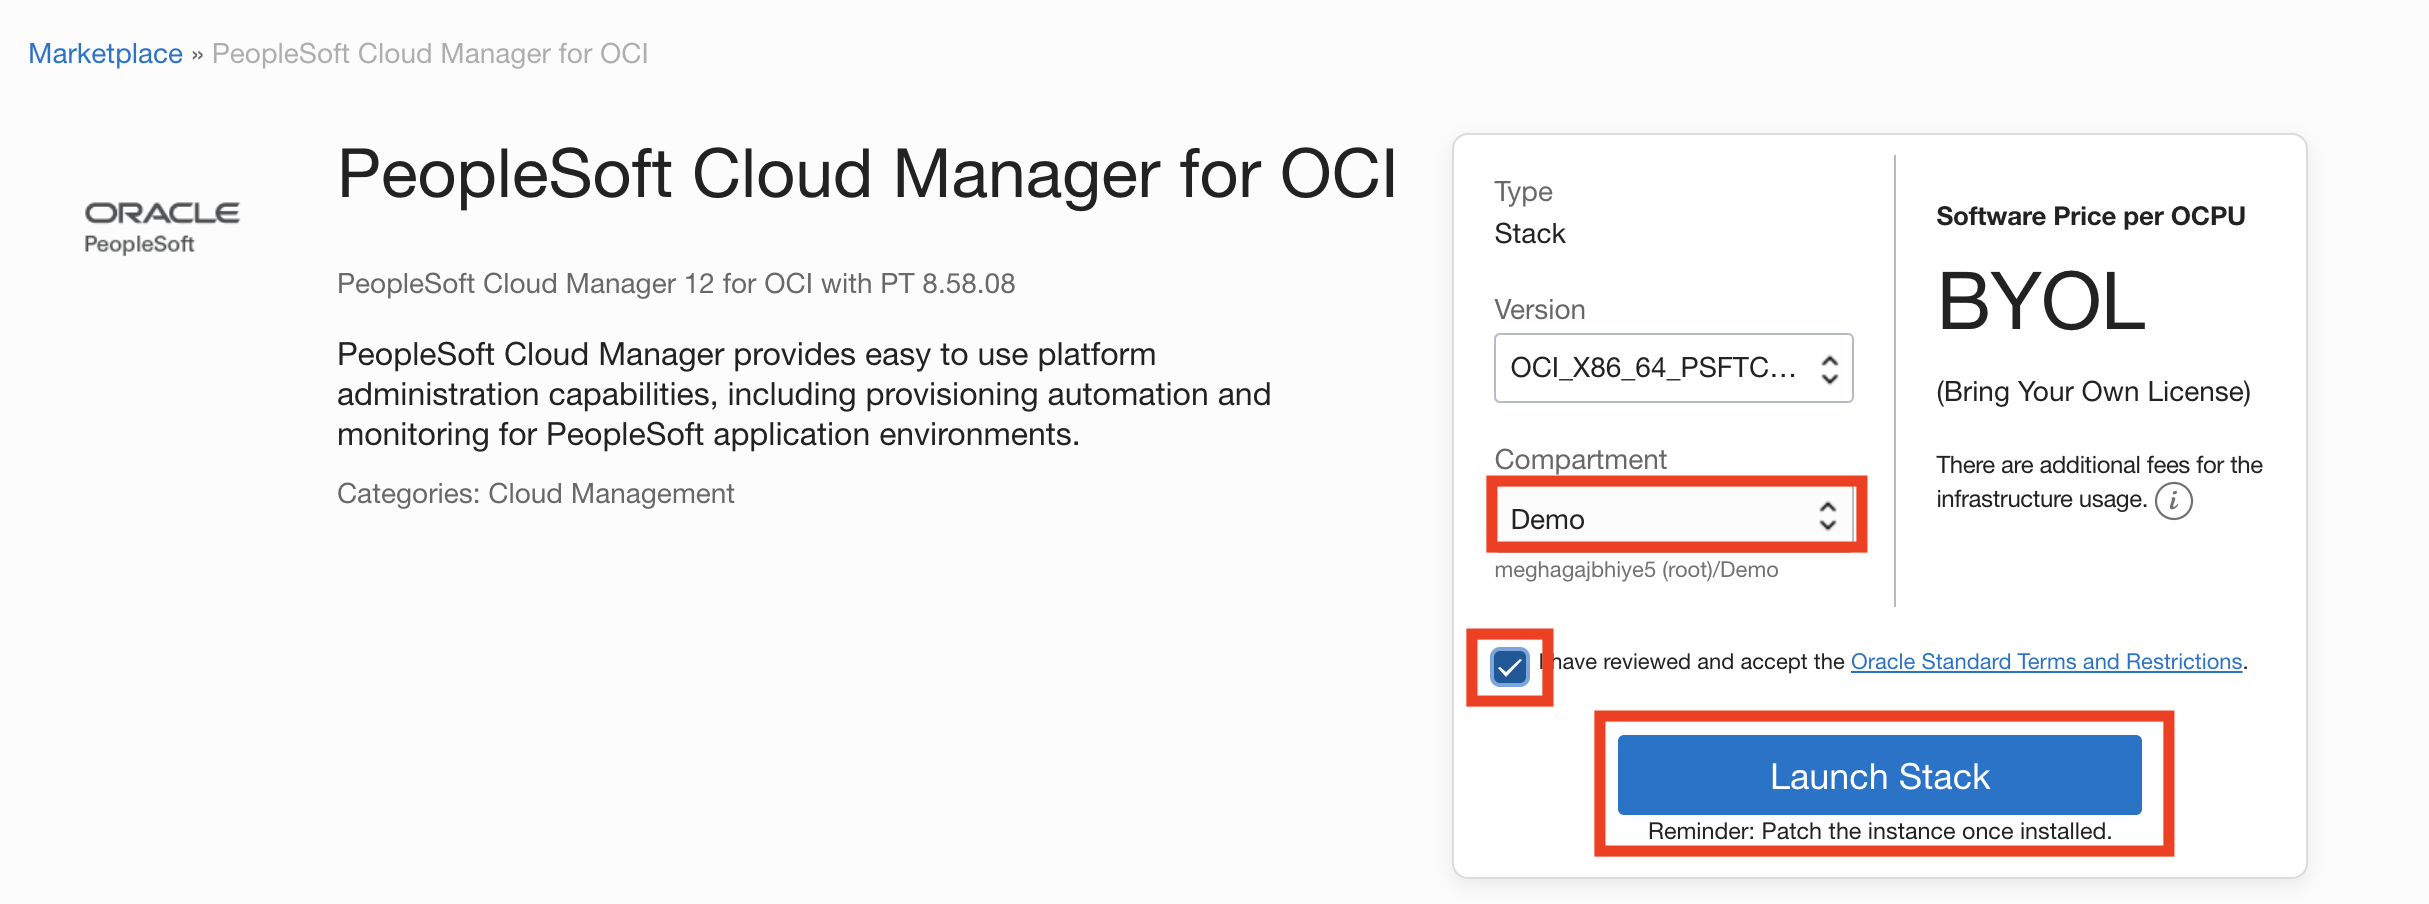 Marketplace » PeopleSoft Cloud Manager for OCI
ORACLE
PeopleSoft
PeopleSoft Cloud Manager for OCI
PeopleSoft Cloud Manager 12 for OCI with PT 8.58.08
PeopleSoft Cloud Manager provides easy to use platform
administration capabilities, including provisioning automation and
monitoring for PeopleSoft application environments.
Categories: Cloud Management
Type
Stack
Version
OCI_X86_64_PSFTC...
Compartment
Demo
meghagajbhiye5 (root)/Demo
Software Price per OCPU
BYOL
(Bring Your Own License)
There are additional fees for the
infrastructure usage. i
I have reviewed and accept the Oracle Standard Terms and Restrictions.
Launch Stack
Reminder: Patch the instance once installed.